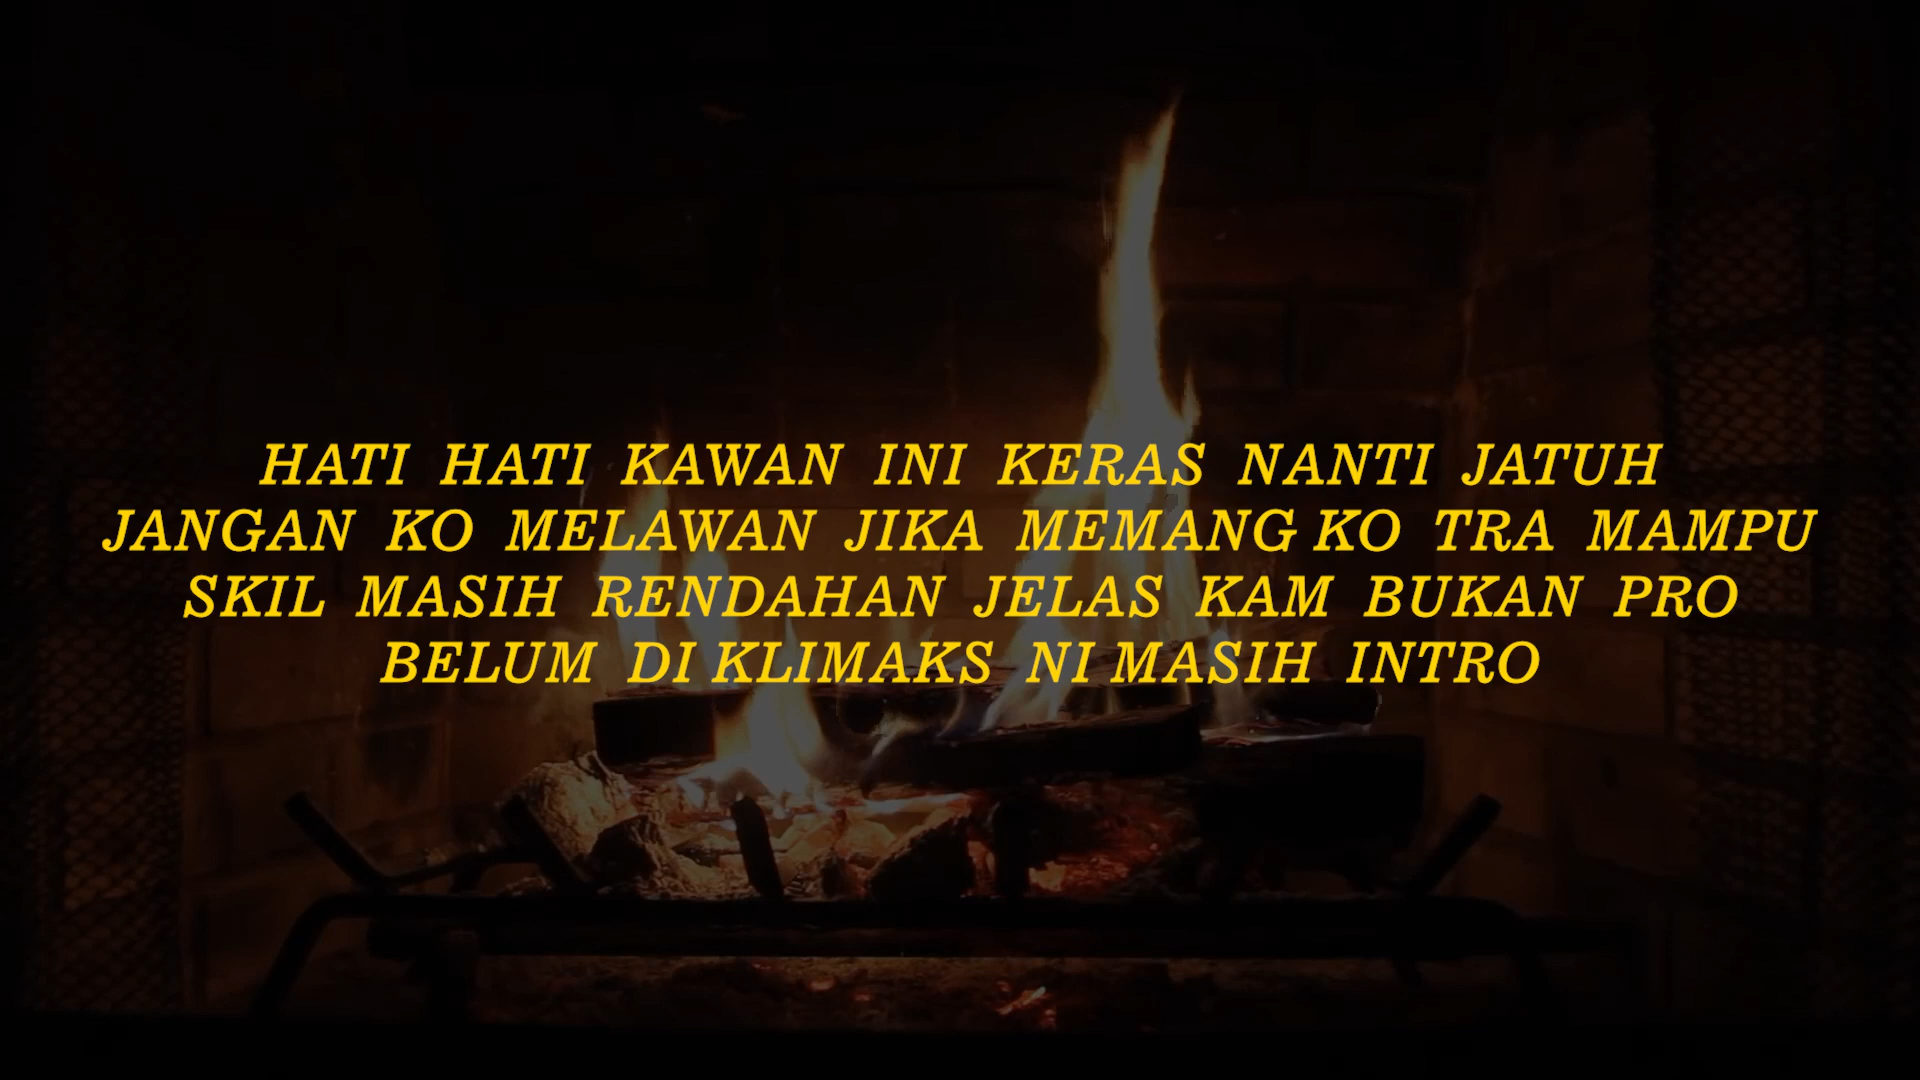 HATI HATI KAWAN INI KERAS NANTI JATUH
JANGAN KO MELAWAN JIKA MEMANG KO TRA MAMPU
SKIL MASIH RENDAHAN JELAS KAM BUKAN PRO
BELUM DI KLIMAKS NI MASIH INTRO